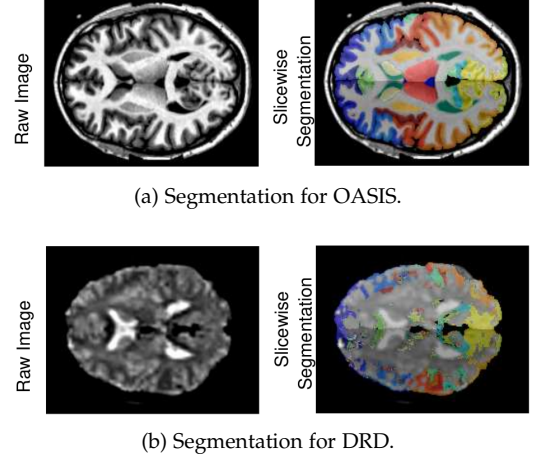 Raw Image
Slicewise
Segmentation
(a) Segmentation for OASIS.
Raw Image
Slicewise
Segmentation
(b) Segmentation for DRD.